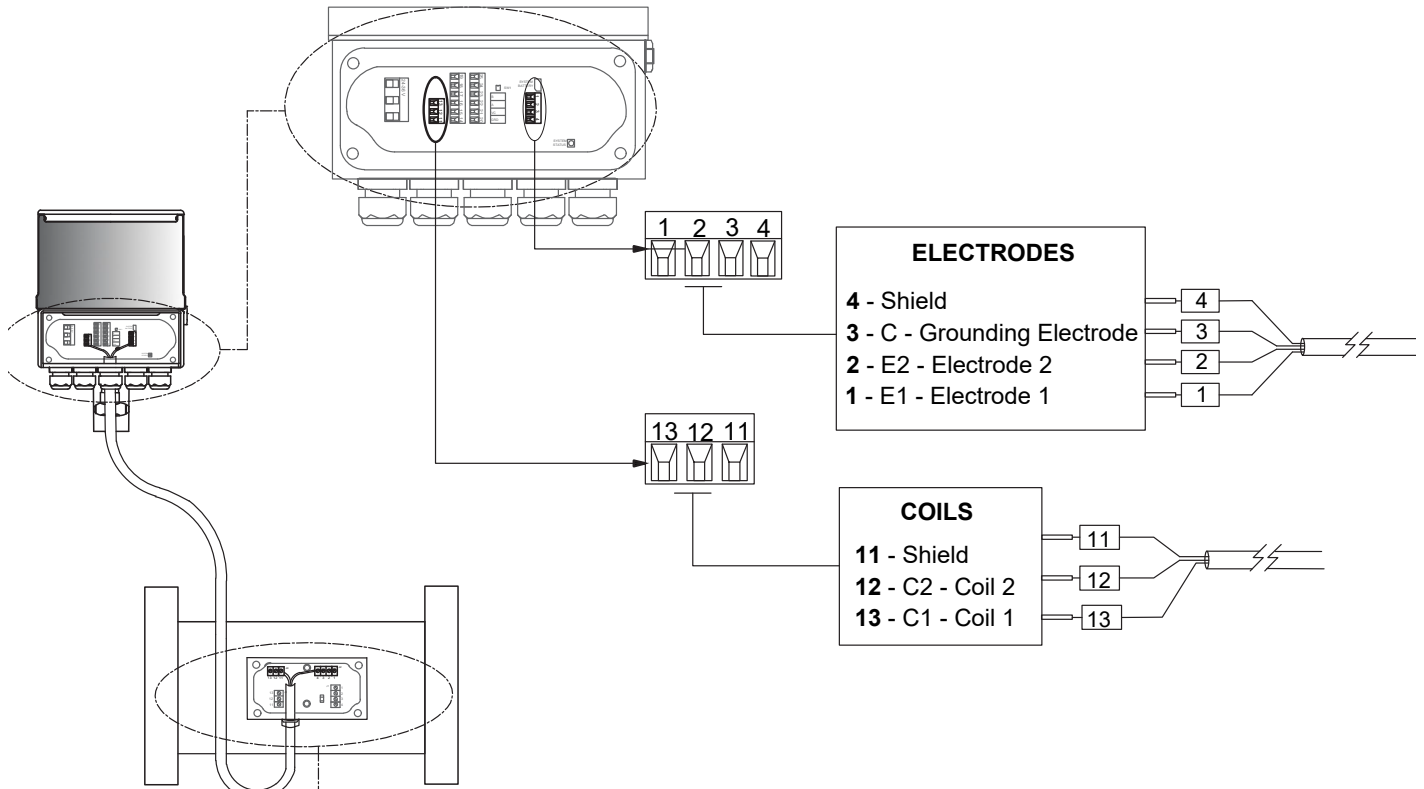 1 2 3 4
ELECTRODES
4 - Shield
3 - C - Grounding Electrode
2 - E2 - Electrode 2
1 - E1 - Electrode 1
4
3
2
1
13 12 11
COILS
11 - Shield
12 - C2 - Coil 2
13 - C1 - Coil 1
11
12
13